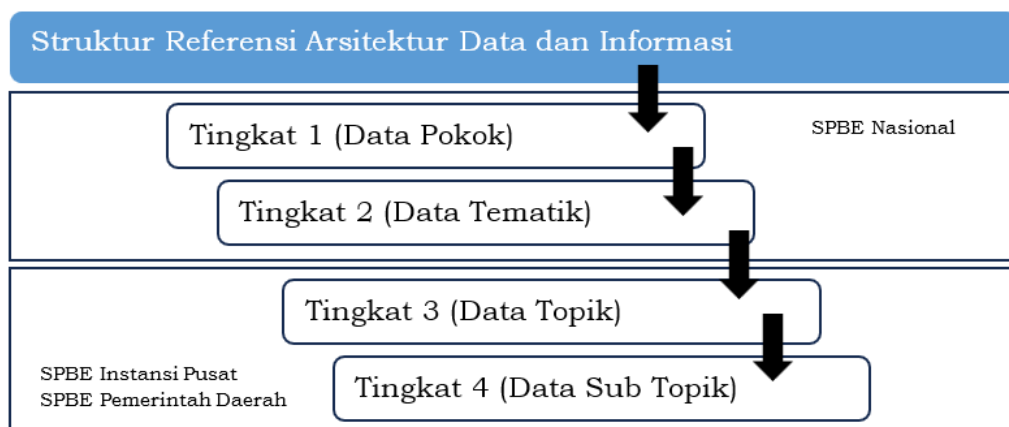 Struktur Referensi Arsitektur Data dan Informasi
Tingkat 1 (Data Pokok)
SPBE Nasional
Tingkat 2 (Data Tematik)
Tingkat 3 (Data Topik)
SPBE Instansi Pusat
SPBE Pemerintah Daerah
Tingkat 4 (Data Sub Topik)